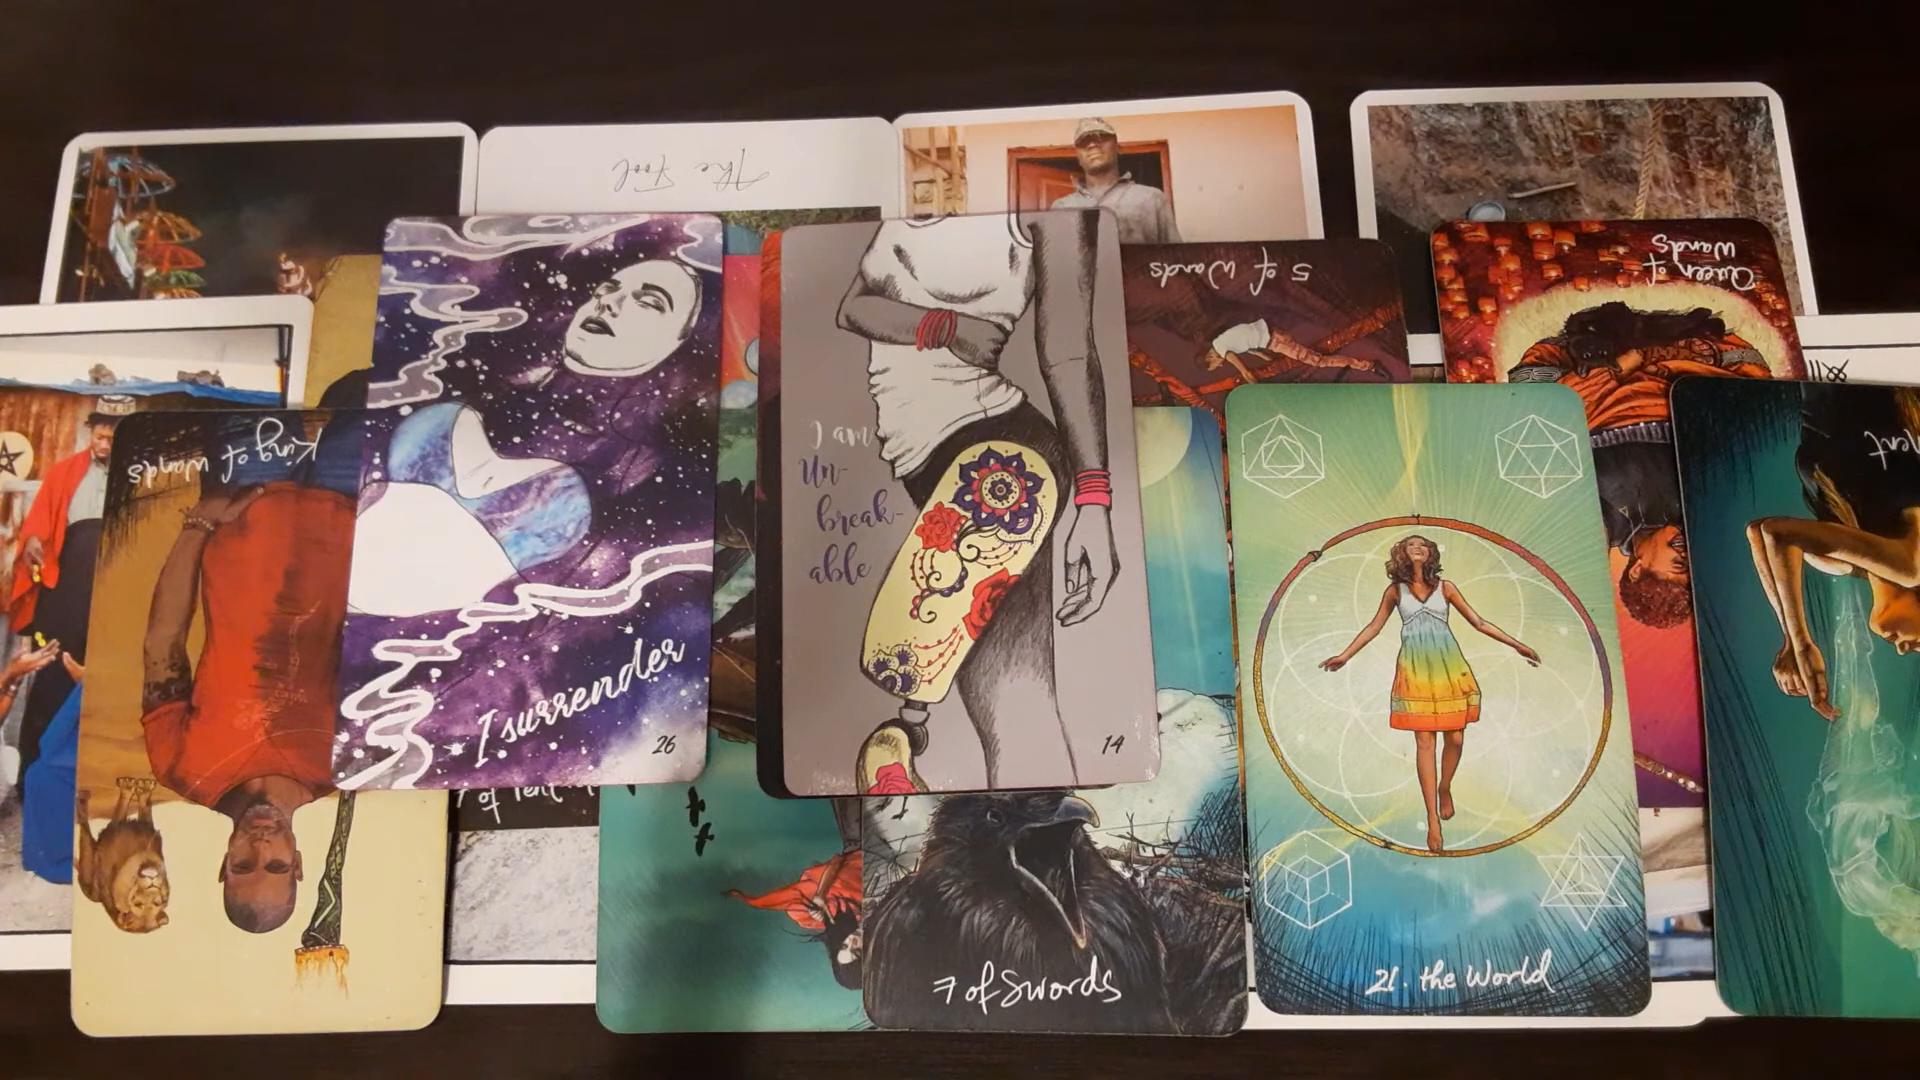 The Fool
5 of Wands
Queen of
Wands
King of Wands
I am
Un-
break-
able
I surrender
26
14
7 of Swords
21. the World